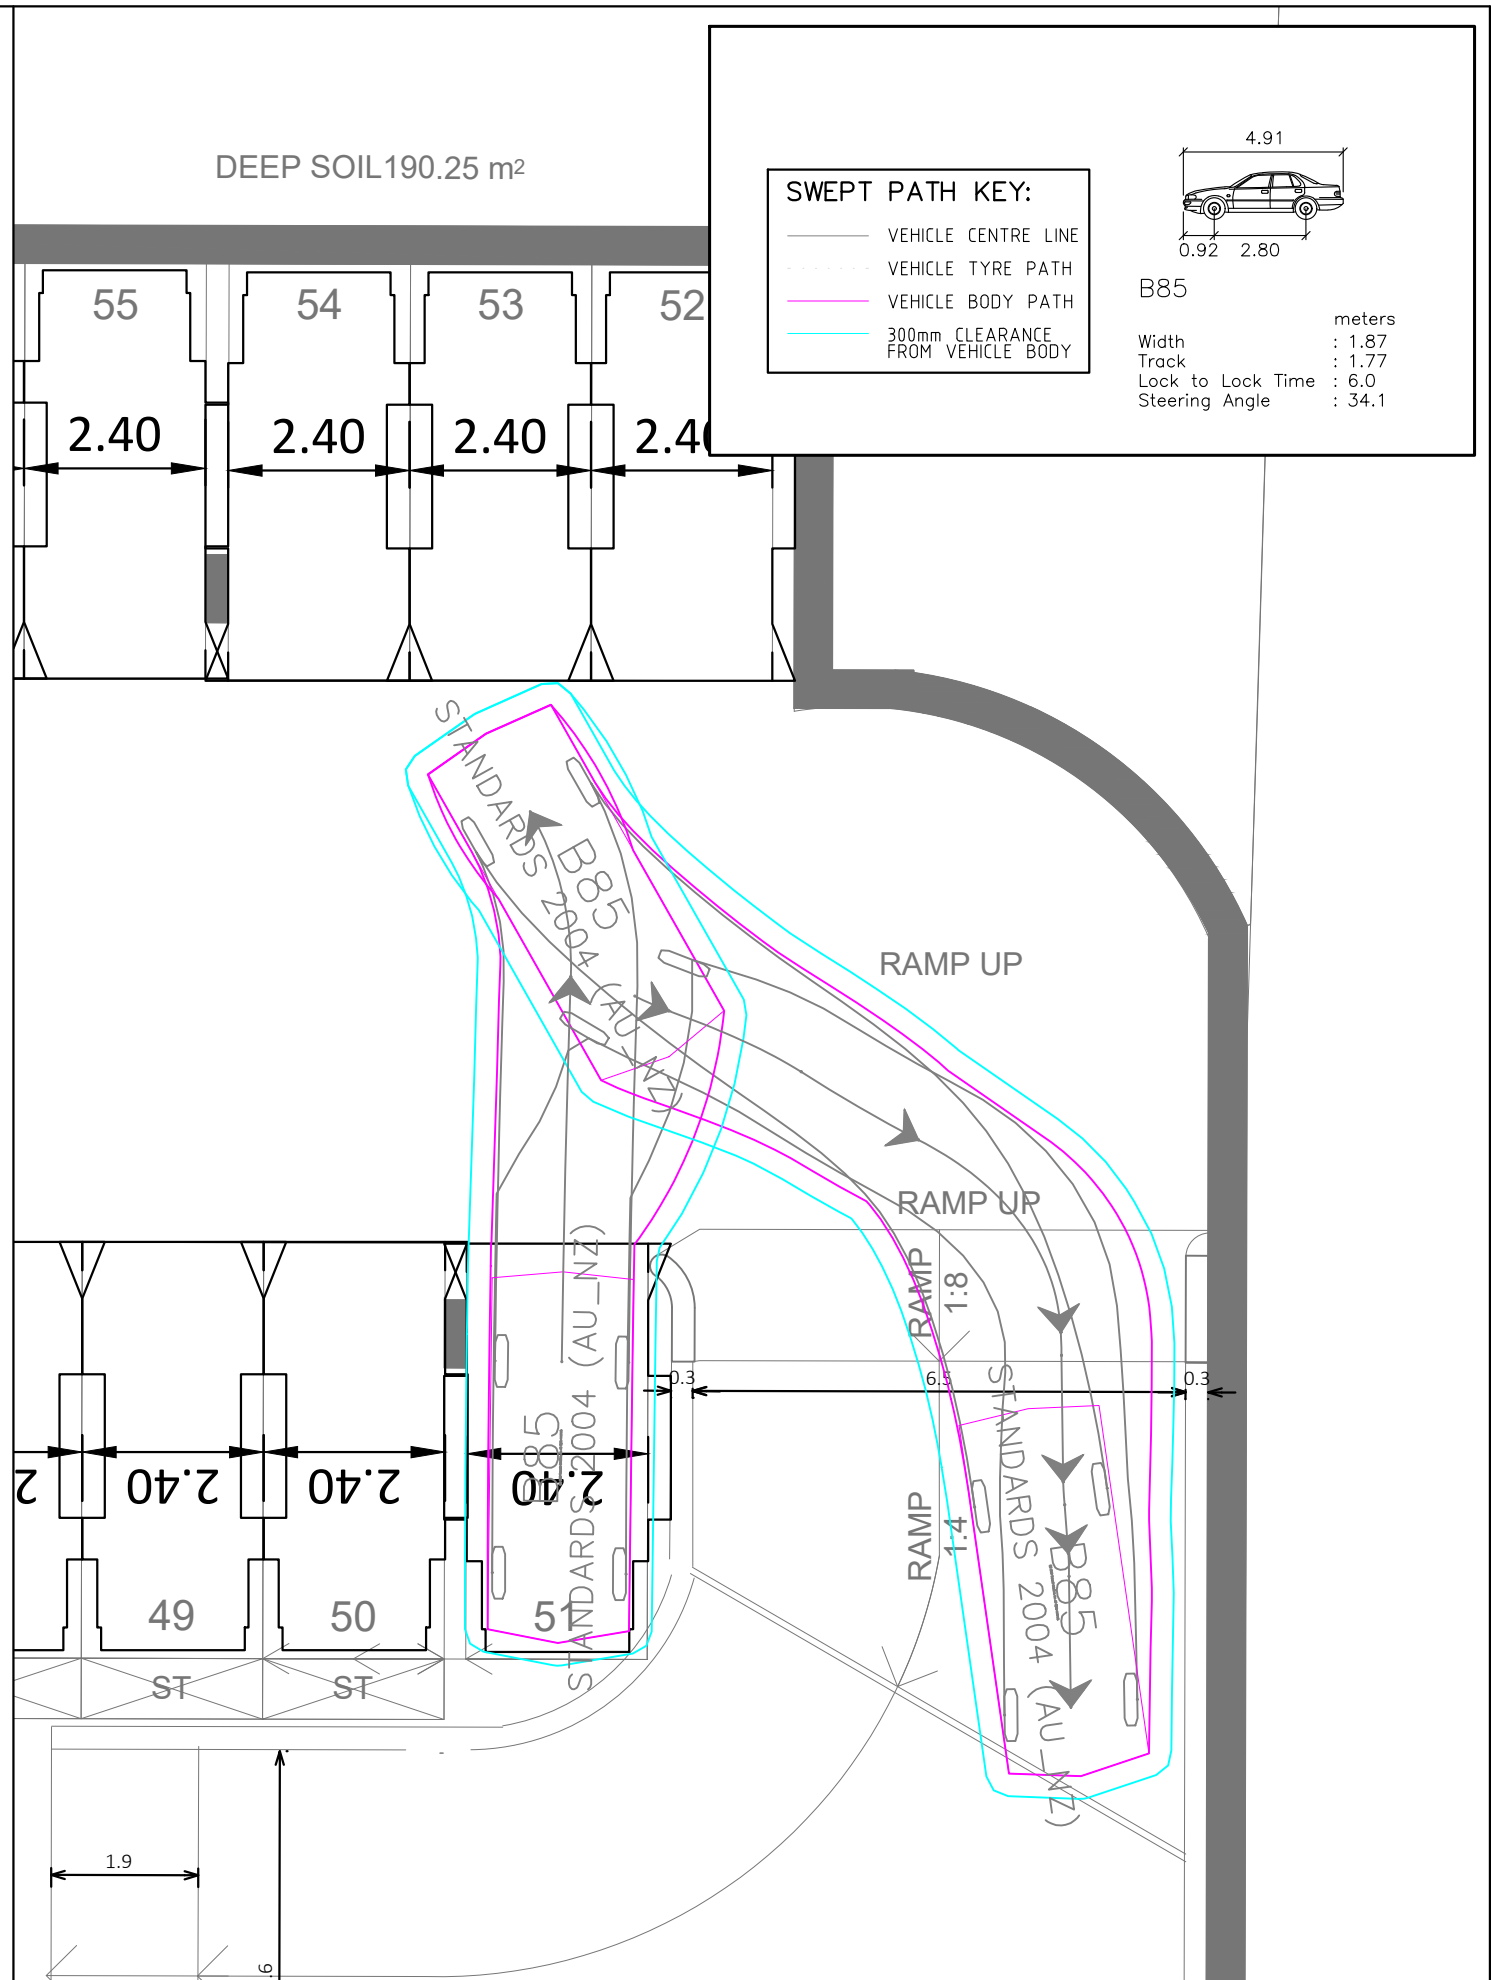 DEEP SOIL190.25 m²
SWEPT PATH KEY:
VEHICLE CENTRE LINE
VEHICLE TYRE PATH
VEHICLE BODY PATH
300mm CLEARANCE
FROM VEHICLE BODY
4.91
0.92 2.80
B85
meters
Width : 1.87
Track : 1.77
Lock to Lock Time : 6.0
Steering Angle : 34.1
55
54
53
52
2.40
2.40
2.40
2.4
B85
STANDARDS 2004 (AU_NZ)
RAMP UP
RAMP UP
RAMP
1:8
0.3
6.5
0.3
2
2.40
2.40
2.40
B85
STANDARDS 2004 (AU_NZ)
RAMP
1:4
B85
STANDARDS 2004 (AU_NZ)
49
50
51
ST
ST
1.9
.6